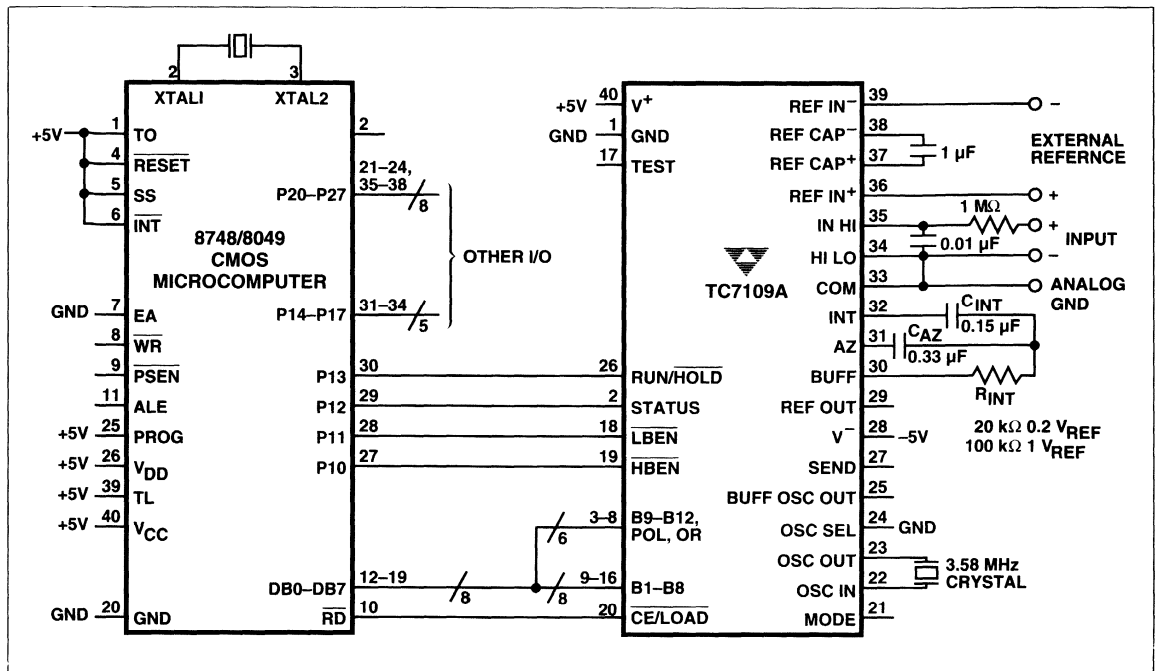 2
3
XTAL1 XTAL2
+5V 1 TO
4 RESET
5 SS
6 INT
GND 7 EA
8 WR
9 PSEN
11 ALE
+5V 25 PROG
+5V 26 VDD
+5V 39 TL
+5V 40 VCC
GND 20 GND
8748/8049
CMOS
MICROCOMPUTER
2
21–24,
P20–P27 35–38
8
OTHER I/O
P14–P17 31–34
5
P13 30
P12 29
P11 28
P10 27
DB0–DB7 12–19
8
RD 10
6
8
+5V 40 V+
GND 1 GND
17 TEST
26 RUN/HOLD
2 STATUS
18 LBEN
19 HBEN
3–8 B9–B12,
POL, OR
9–16 B1–B8
20 CE/LOAD
TC7109A
REF IN– 39 –
REF CAP– 38
REF CAP+ 37
1 µF
EXTERNAL
REFERNCE
REF IN+ 36 +
IN HI 35 1 MΩ +
0.01 µF
INPUT
HI LO 34 –
COM 33 ANALOG
GND
INT 32 CINT
0.15 µF
AZ 31 CAZ
0.33 µF
BUFF 30
RINT
REF OUT 29
20 kΩ 0.2 VREF
100 kΩ 1 VREF
V– 28 –5V
SEND 27
BUFF OSC OUT 25
OSC SEL 24 GND
OSC OUT 23
3.58 MHz
CRYSTAL
OSC IN 22
MODE 21